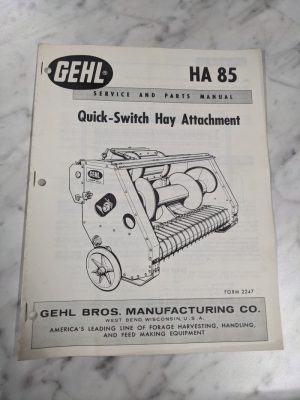 GEHL® HA 85
SERVICE AND PARTS MANUAL
Quick-Switch Hay Attachment
GEHL
FORM 2247
GEHL BROS. MANUFACTURING CO.
WEST BEND, WISCONSIN, U.S.A.
AMERICA'S LEADING LINE OF FORAGE HARVESTING, HANDLING,
AND FEED MAKING EQUIPMENT